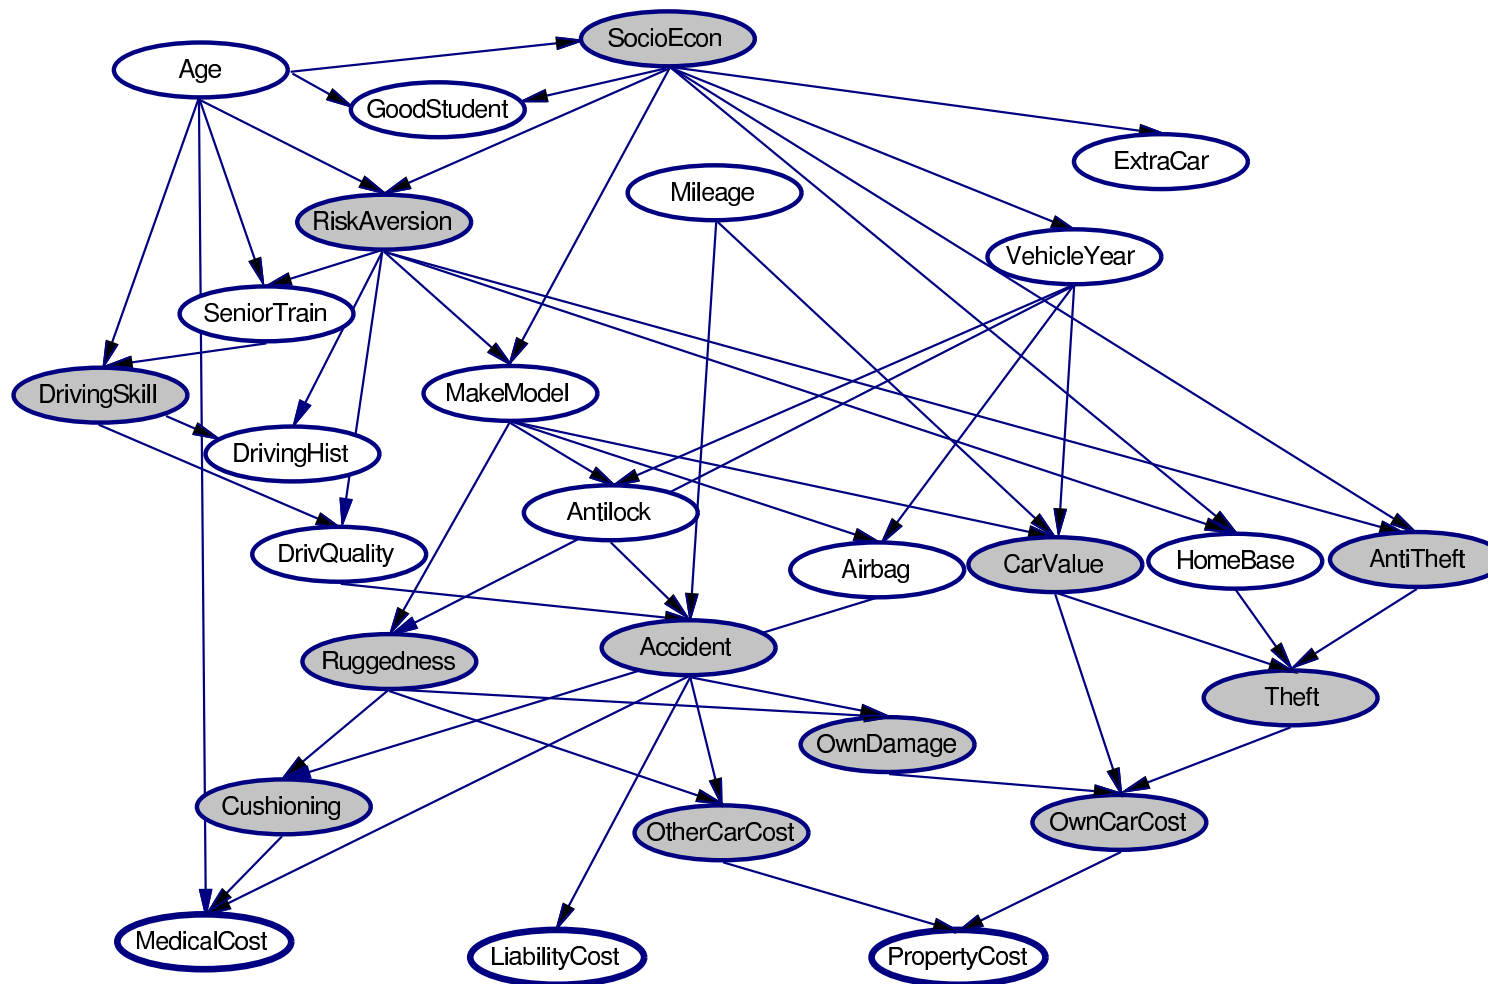 SocioEcon
Age
GoodStudent
ExtraCar
Mileage
RiskAversion
VehicleYear
SeniorTrain
DrivingSkill
MakeModel
DrivingHist
Antilock
DrivQuality
Airbag
CarValue
HomeBase
AntiTheft
Ruggedness
Accident
Theft
OwnDamage
Cushioning
OtherCarCost
OwnCarCost
MedicalCost
LiabilityCost
PropertyCost